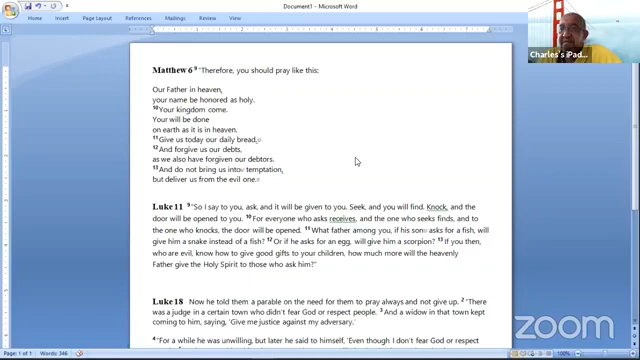 Document1 - Microsoft Word
Home Insert Page Layout References Mailings Review View
Matthew 6 9 "Therefore, you should pray like this:
Our Father in heaven,
your name be honored as holy.
10 Your kingdom come.
Your will be done
on earth as it is in heaven.
11 Give us today our daily bread.
12 And forgive us our debts,
as we also have forgiven our debtors.
13 And do not bring us into temptation,
but deliver us from the evil one.
Luke 11 9 "So I say to you, ask, and it will be given to you. Seek, and you will find. Knock, and the
door will be opened to you. 10 For everyone who asks receives, and the one who seeks finds, and to
the one who knocks, the door will be opened. 11 What father among you, if his son asks for a fish, will
give him a snake instead of a fish? 12 Or if he asks for an egg, will give him a scorpion? 13 If you then,
who are evil, know how to give good gifts to your children, how much more will the heavenly
Father give the Holy Spirit to those who ask him?"
Luke 18 Now he told them a parable on the need for them to pray always and not give up. 2 "There
was a judge in a certain town who didn't fear God or respect people. 3 And a widow in that town kept
coming to him, saying, 'Give me justice against my adversary.'
4 "For a while he was unwilling, but later he said to himself, 'Even though I don't fear God or respect
Charles's iPad...
LIVE
zoom
Page: 1 of 1 Words: 346 100%